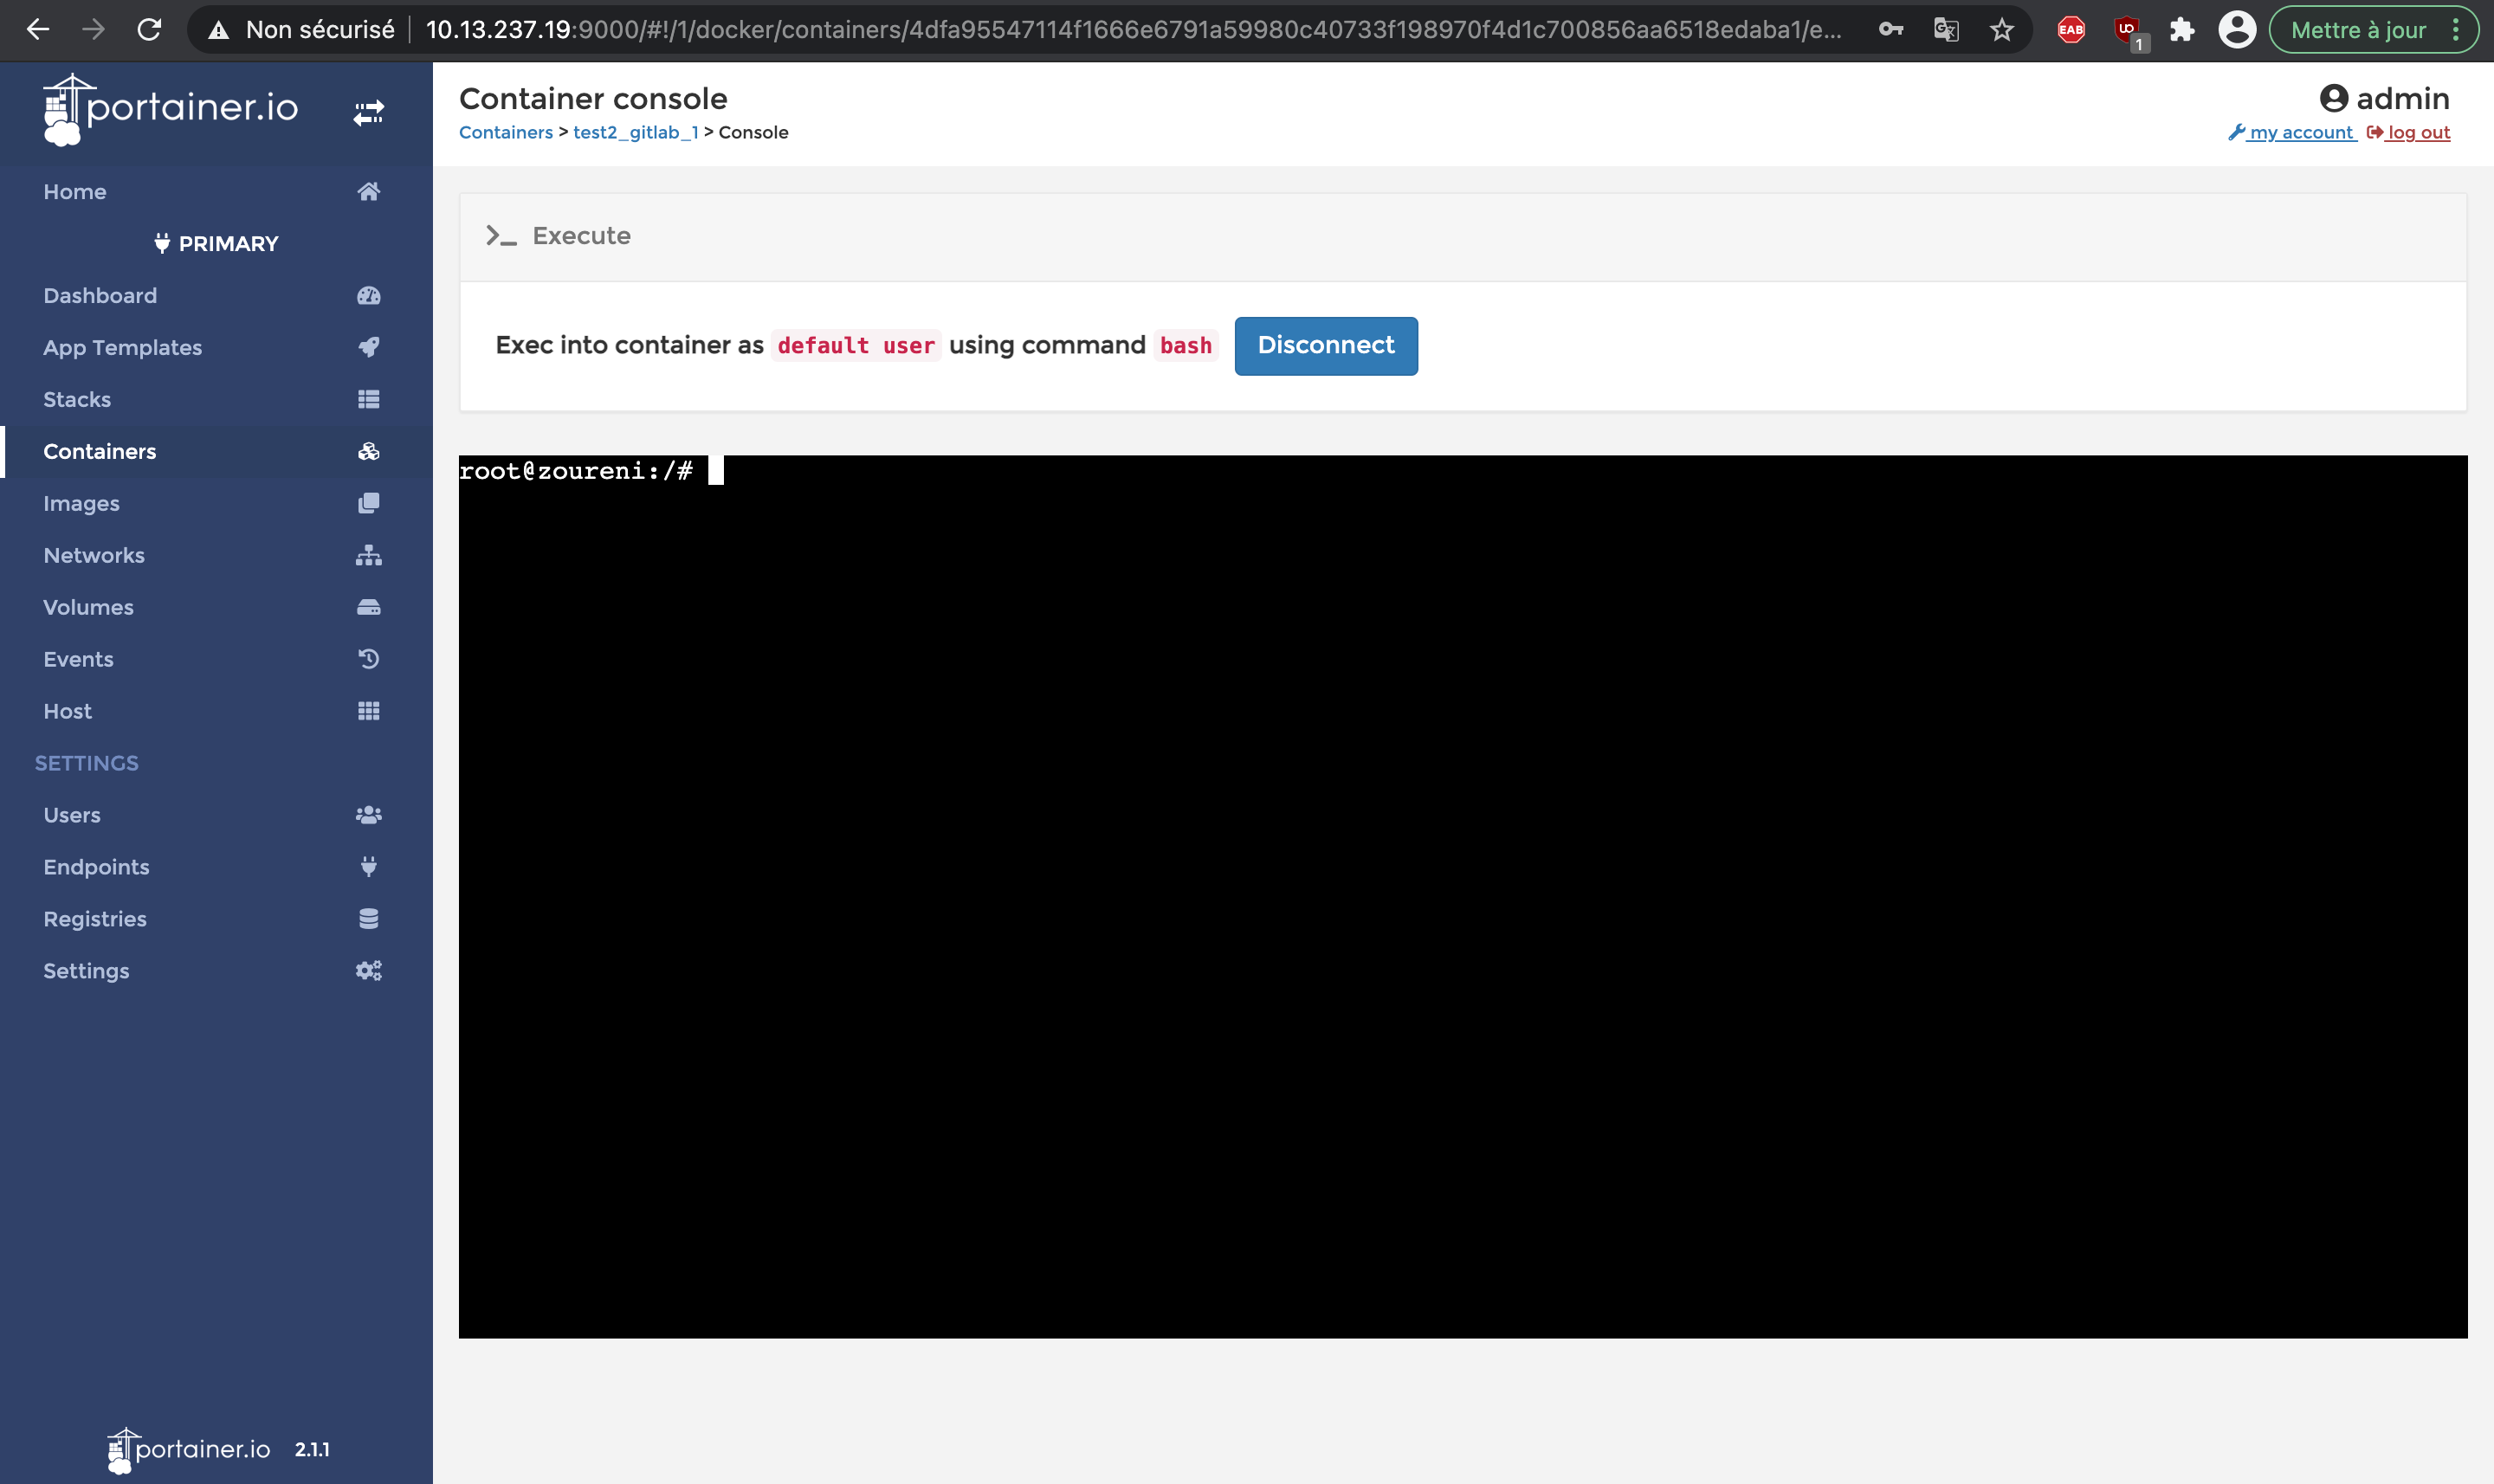 Non sécurisé 10.13.237.19:9000/#!/1/docker/containers/4dfa95547114f1666e6791a59980c40733f198970f4d1c700856aa6518edaba1/e...
EAB
UD
1
Mettre à jour
portainer.io
Container console
admin
Containers > test2_gitlab_1 > Console
my account log out
Home
PRIMARY
Dashboard
App Templates
Stacks
Containers
Images
Networks
Volumes
Events
Host
SETTINGS
Users
Endpoints
Registries
Settings
>_ Execute
Exec into container as default user using command bash Disconnect
root@zoureni:/#
portainer.io 2.1.1